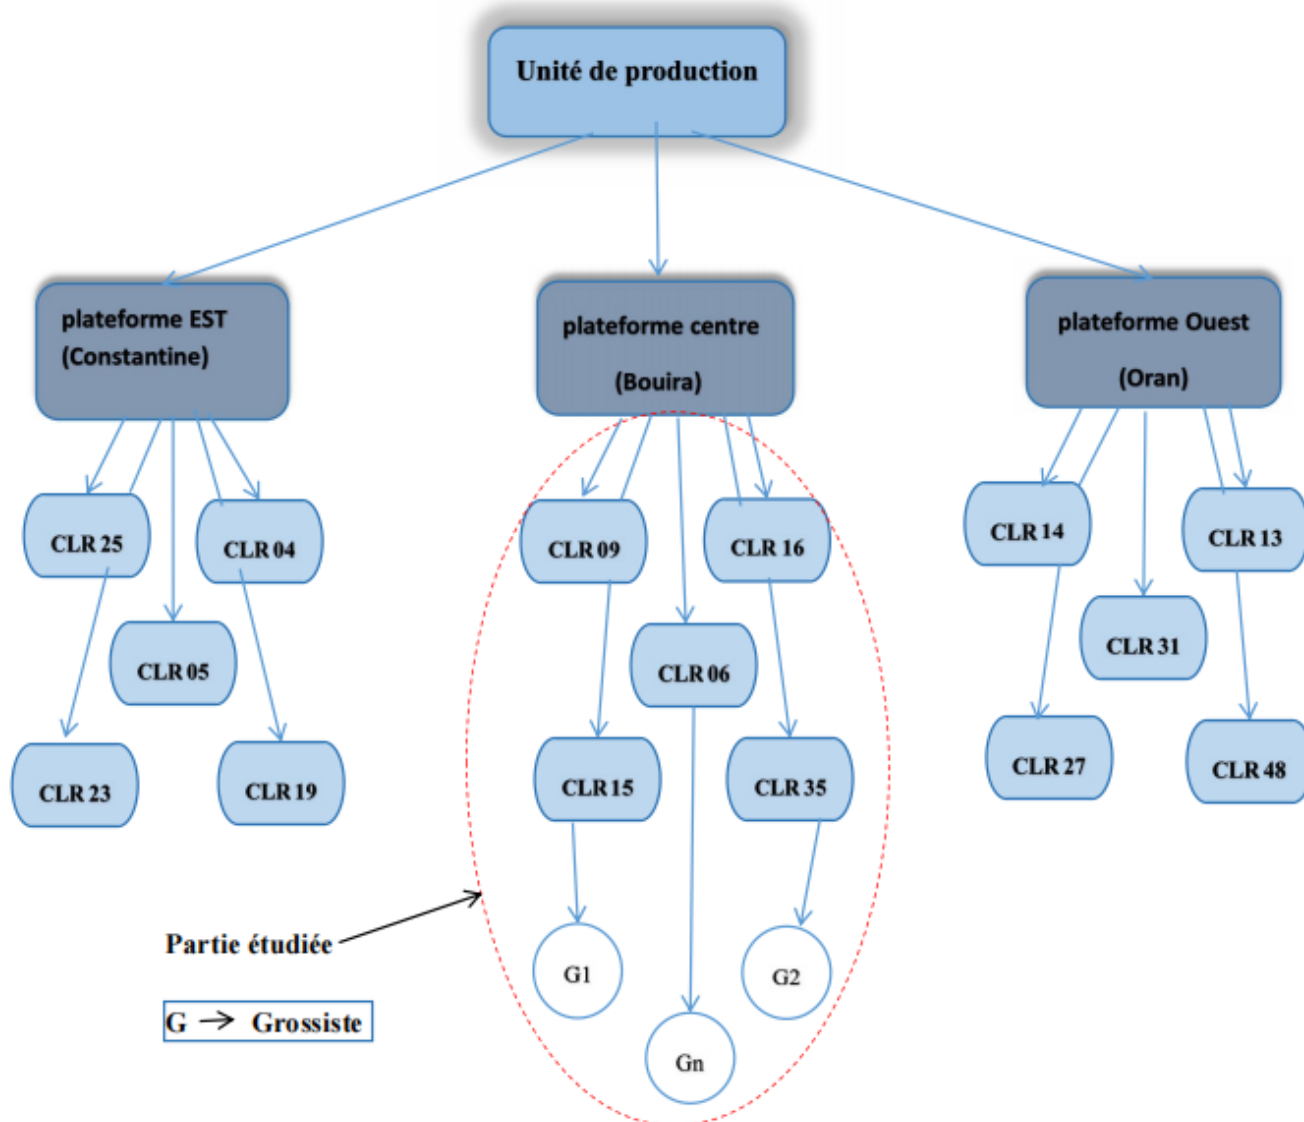 Unité de production
plateforme EST
(Constantine)
plateforme centre
(Bouira)
plateforme Ouest
(Oran)
CLR 25
CLR 04
CLR 09
CLR 16
CLR 14
CLR 13
CLR 05
CLR 06
CLR 31
CLR 23
CLR 19
CLR 15
CLR 35
CLR 27
CLR 48
Partie étudiée
G1
G2
G → Grossiste
Gn